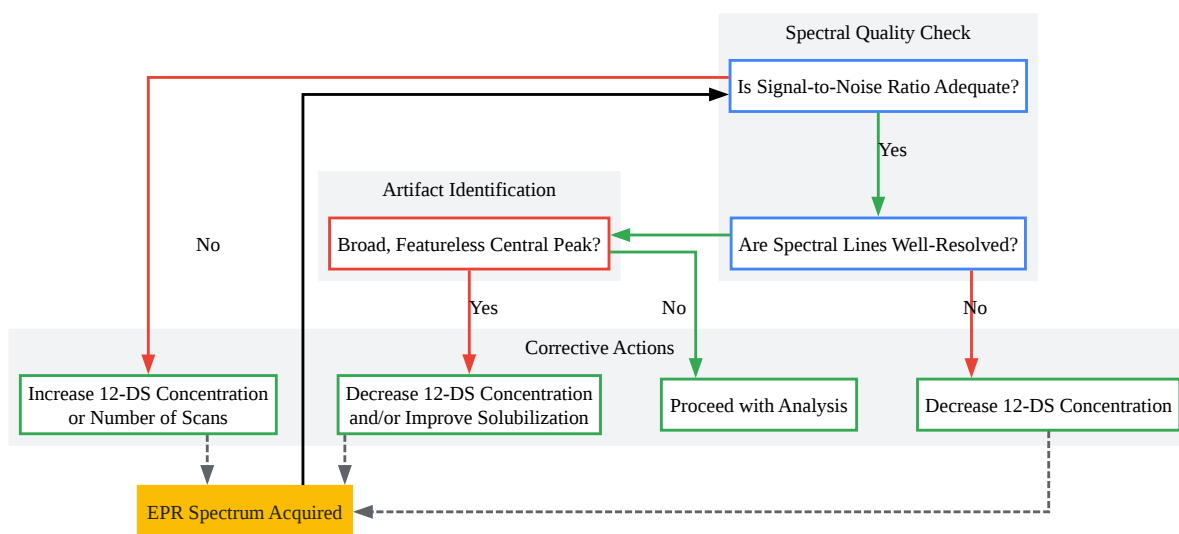 Spectral Quality Check
Is Signal-to-Noise Ratio Adequate?
Yes
Artifact Identification
No
Broad, Featureless Central Peak?
Are Spectral Lines Well-Resolved?
Yes
No
No
Corrective Actions
Increase 12-DS Concentration
or Number of Scans
Decrease 12-DS Concentration
and/or Improve Solubilization
Proceed with Analysis
Decrease 12-DS Concentration
EPR Spectrum Acquired